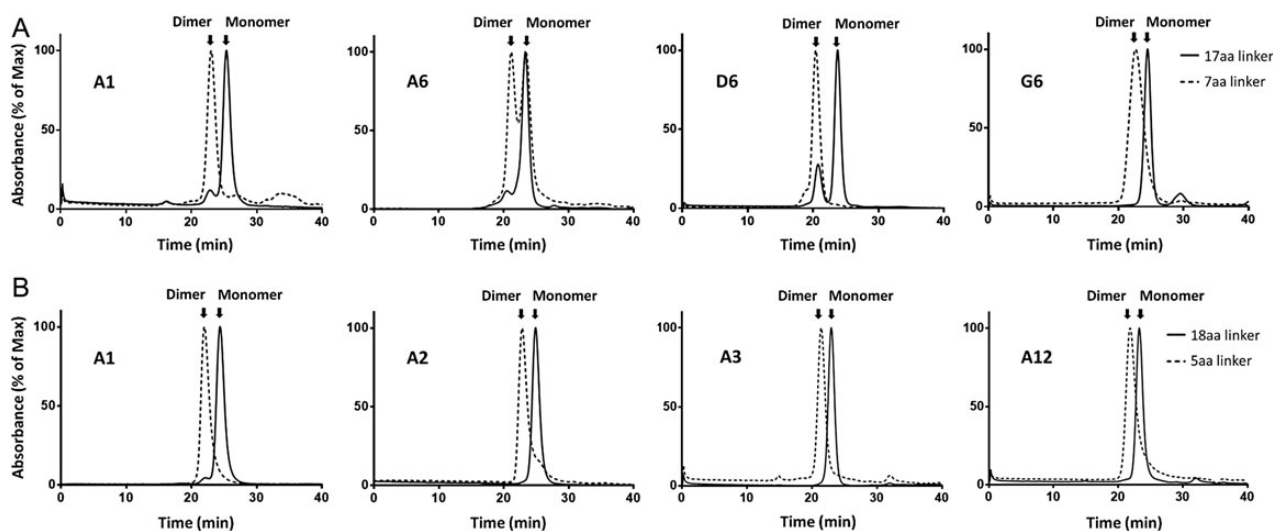 A
Dimer Monomer
Dimer Monomer
Dimer Monomer
Dimer Monomer
Absorbance (% of Max)
100
50
0
A1
0 10 20 30 40
Time (min)
100
50
0
A6
0 10 20 30 40
Time (min)
100
50
0
D6
0 10 20 30 40
Time (min)
100
50
0
G6
0 10 20 30 40
Time (min)
17aa linker
7aa linker
B
Dimer Monomer
Dimer Monomer
Dimer Monomer
Dimer Monomer
Absorbance (% of Max)
100
50
0
A1
0 10 20 30 40
Time (min)
100
50
0
A2
0 10 20 30 40
Time (min)
100
50
0
A3
0 10 20 30 40
Time (min)
100
50
0
A12
0 10 20 30 40
Time (min)
18aa linker
5aa linker